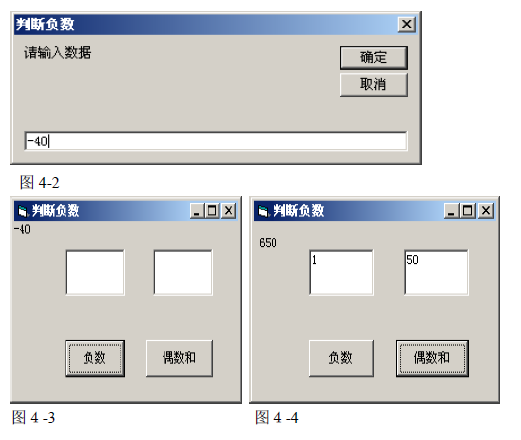 判断负数
请输入数据
确定
取消
-40
图 4-2
判断负数
-40
负数
偶数和
图 4 -3
判断负数
650
1
50
负数
偶数和
图 4 -4